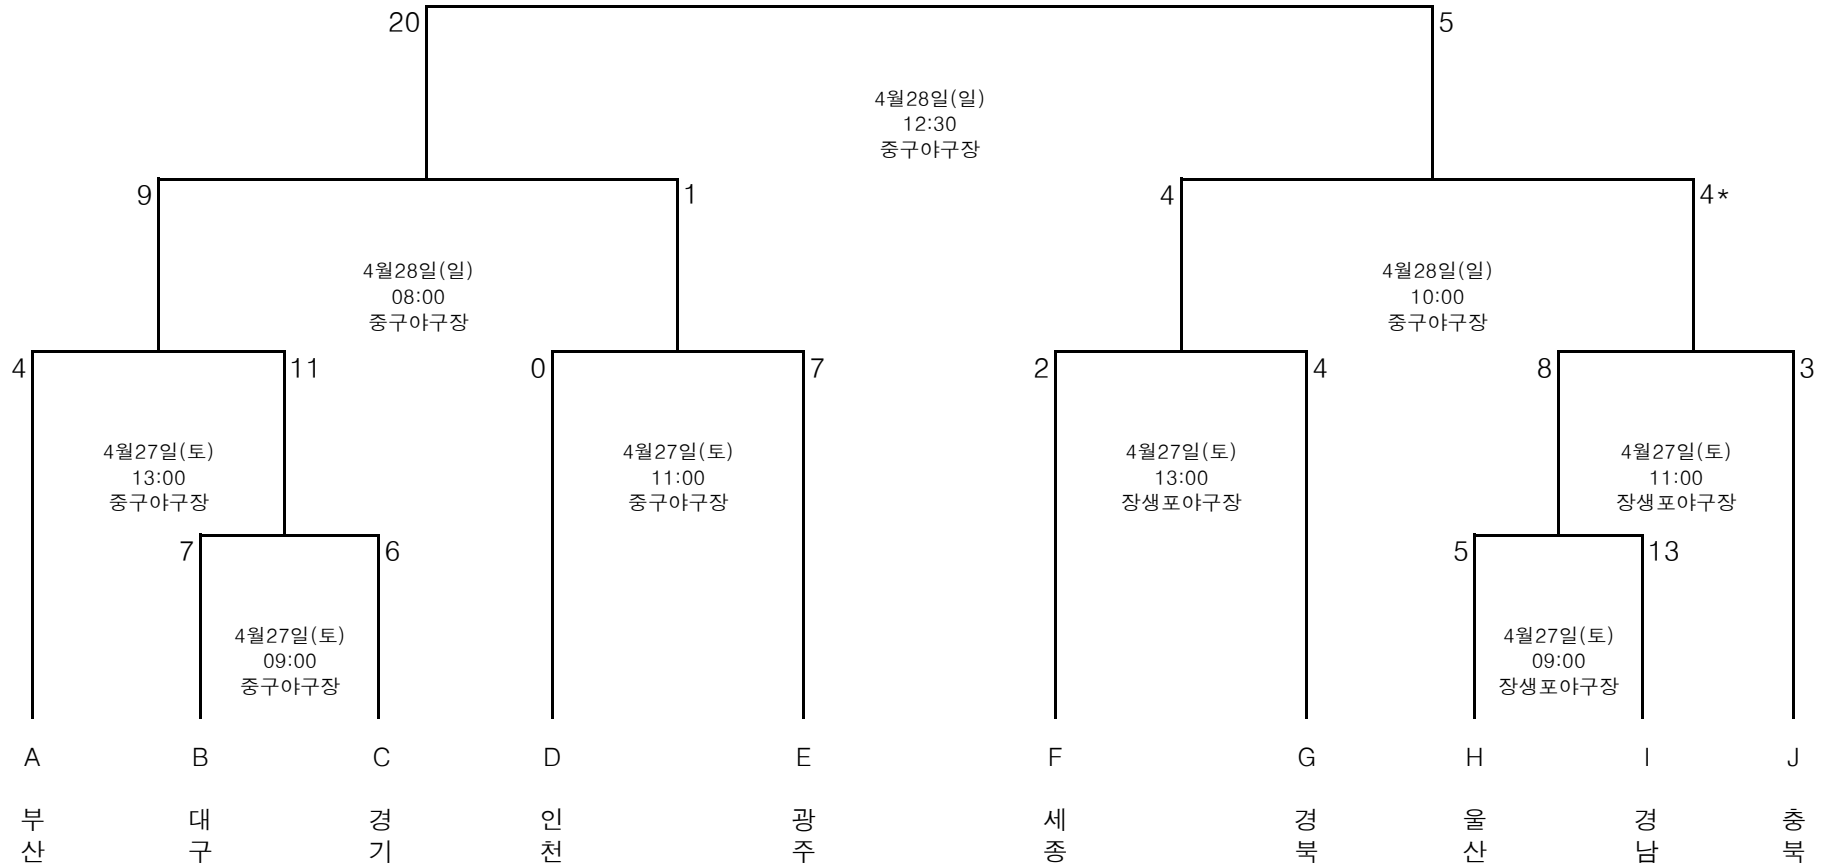 20
5
4월28일(일)
12:30
중구야구장
9
1
4
4*
4월28일(일)
08:00
중구야구장
4월28일(일)
10:00
중구야구장
4
11
0
7
2
4
8
3
4월27일(토)
13:00
중구야구장
4월27일(토)
11:00
중구야구장
4월27일(토)
13:00
장생포야구장
4월27일(토)
11:00
장생포야구장
7
6
5
13
4월27일(토)
09:00
중구야구장
4월27일(토)
09:00
장생포야구장
A
B
C
D
E
F
G
H
I
J
부산
대구
경기
인천
광주
세종
경북
울산
경남
충북